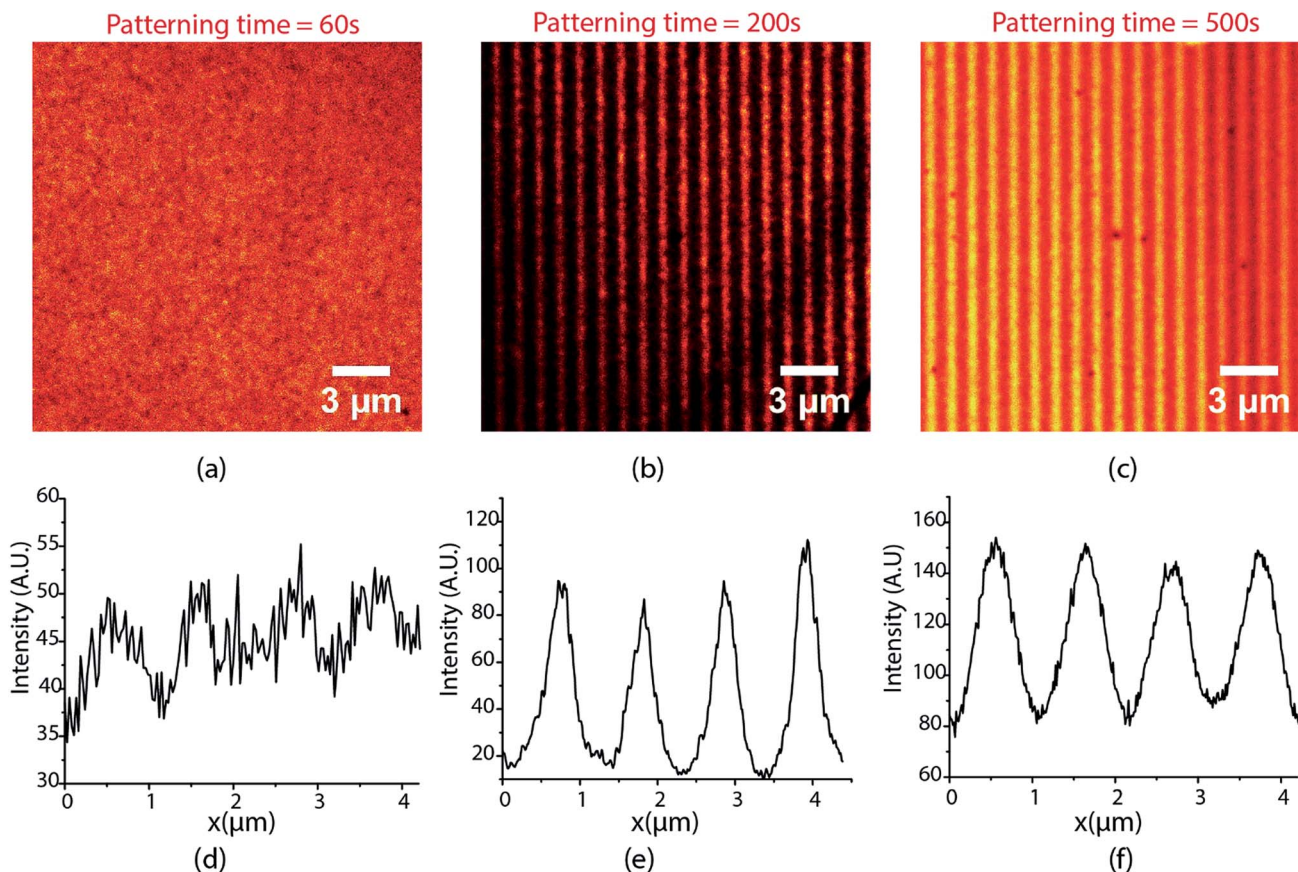 Patterning time = 60s
Patterning time = 200s
Patterning time = 500s
3 µm
3 µm
3 µm
(a)
(b)
(c)
60
55
50
45
40
35
30
Intensity (A.U.)
0
1
2
3
4
x(µm)
(d)
120
100
80
60
40
20
Intensity (A.U.)
0
1
2
3
4
x(µm)
(e)
160
140
120
100
80
60
Intensity (A.U)
0
1
2
3
4
x(µm)
(f)